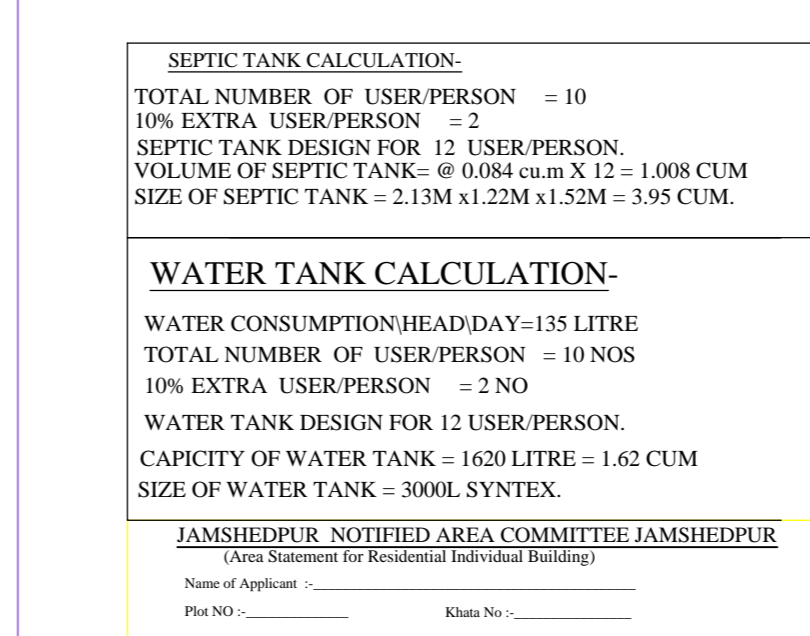 SEPTIC TANK CALCULATION-
TOTAL NUMBER OF USER/PERSON = 10
10% EXTRA USER/PERSON = 2
SEPTIC TANK DESIGN FOR 12 USER/PERSON.
VOLUME OF SEPTIC TANK= @ 0.084 cu.m X 12 = 1.008 CUM
SIZE OF SEPTIC TANK = 2.13M x1.22M x1.52M = 3.95 CUM.
WATER TANK CALCULATION-
WATER CONSUMPTION\HEAD\DAY=135 LITRE
TOTAL NUMBER OF USER/PERSON = 10 NOS
10% EXTRA USER/PERSON = 2 NO
WATER TANK DESIGN FOR 12 USER/PERSON.
CAPICITY OF WATER TANK = 1620 LITRE = 1.62 CUM
SIZE OF WATER TANK = 3000L SYNTEX.
JAMSHEDPUR NOTIFIED AREA COMMITTEE JAMSHEDPUR
(Area Statement for Residential Individual Building)
Name of Applicant :-______________________________________________
Plot NO :-______________ Khata No :-________________